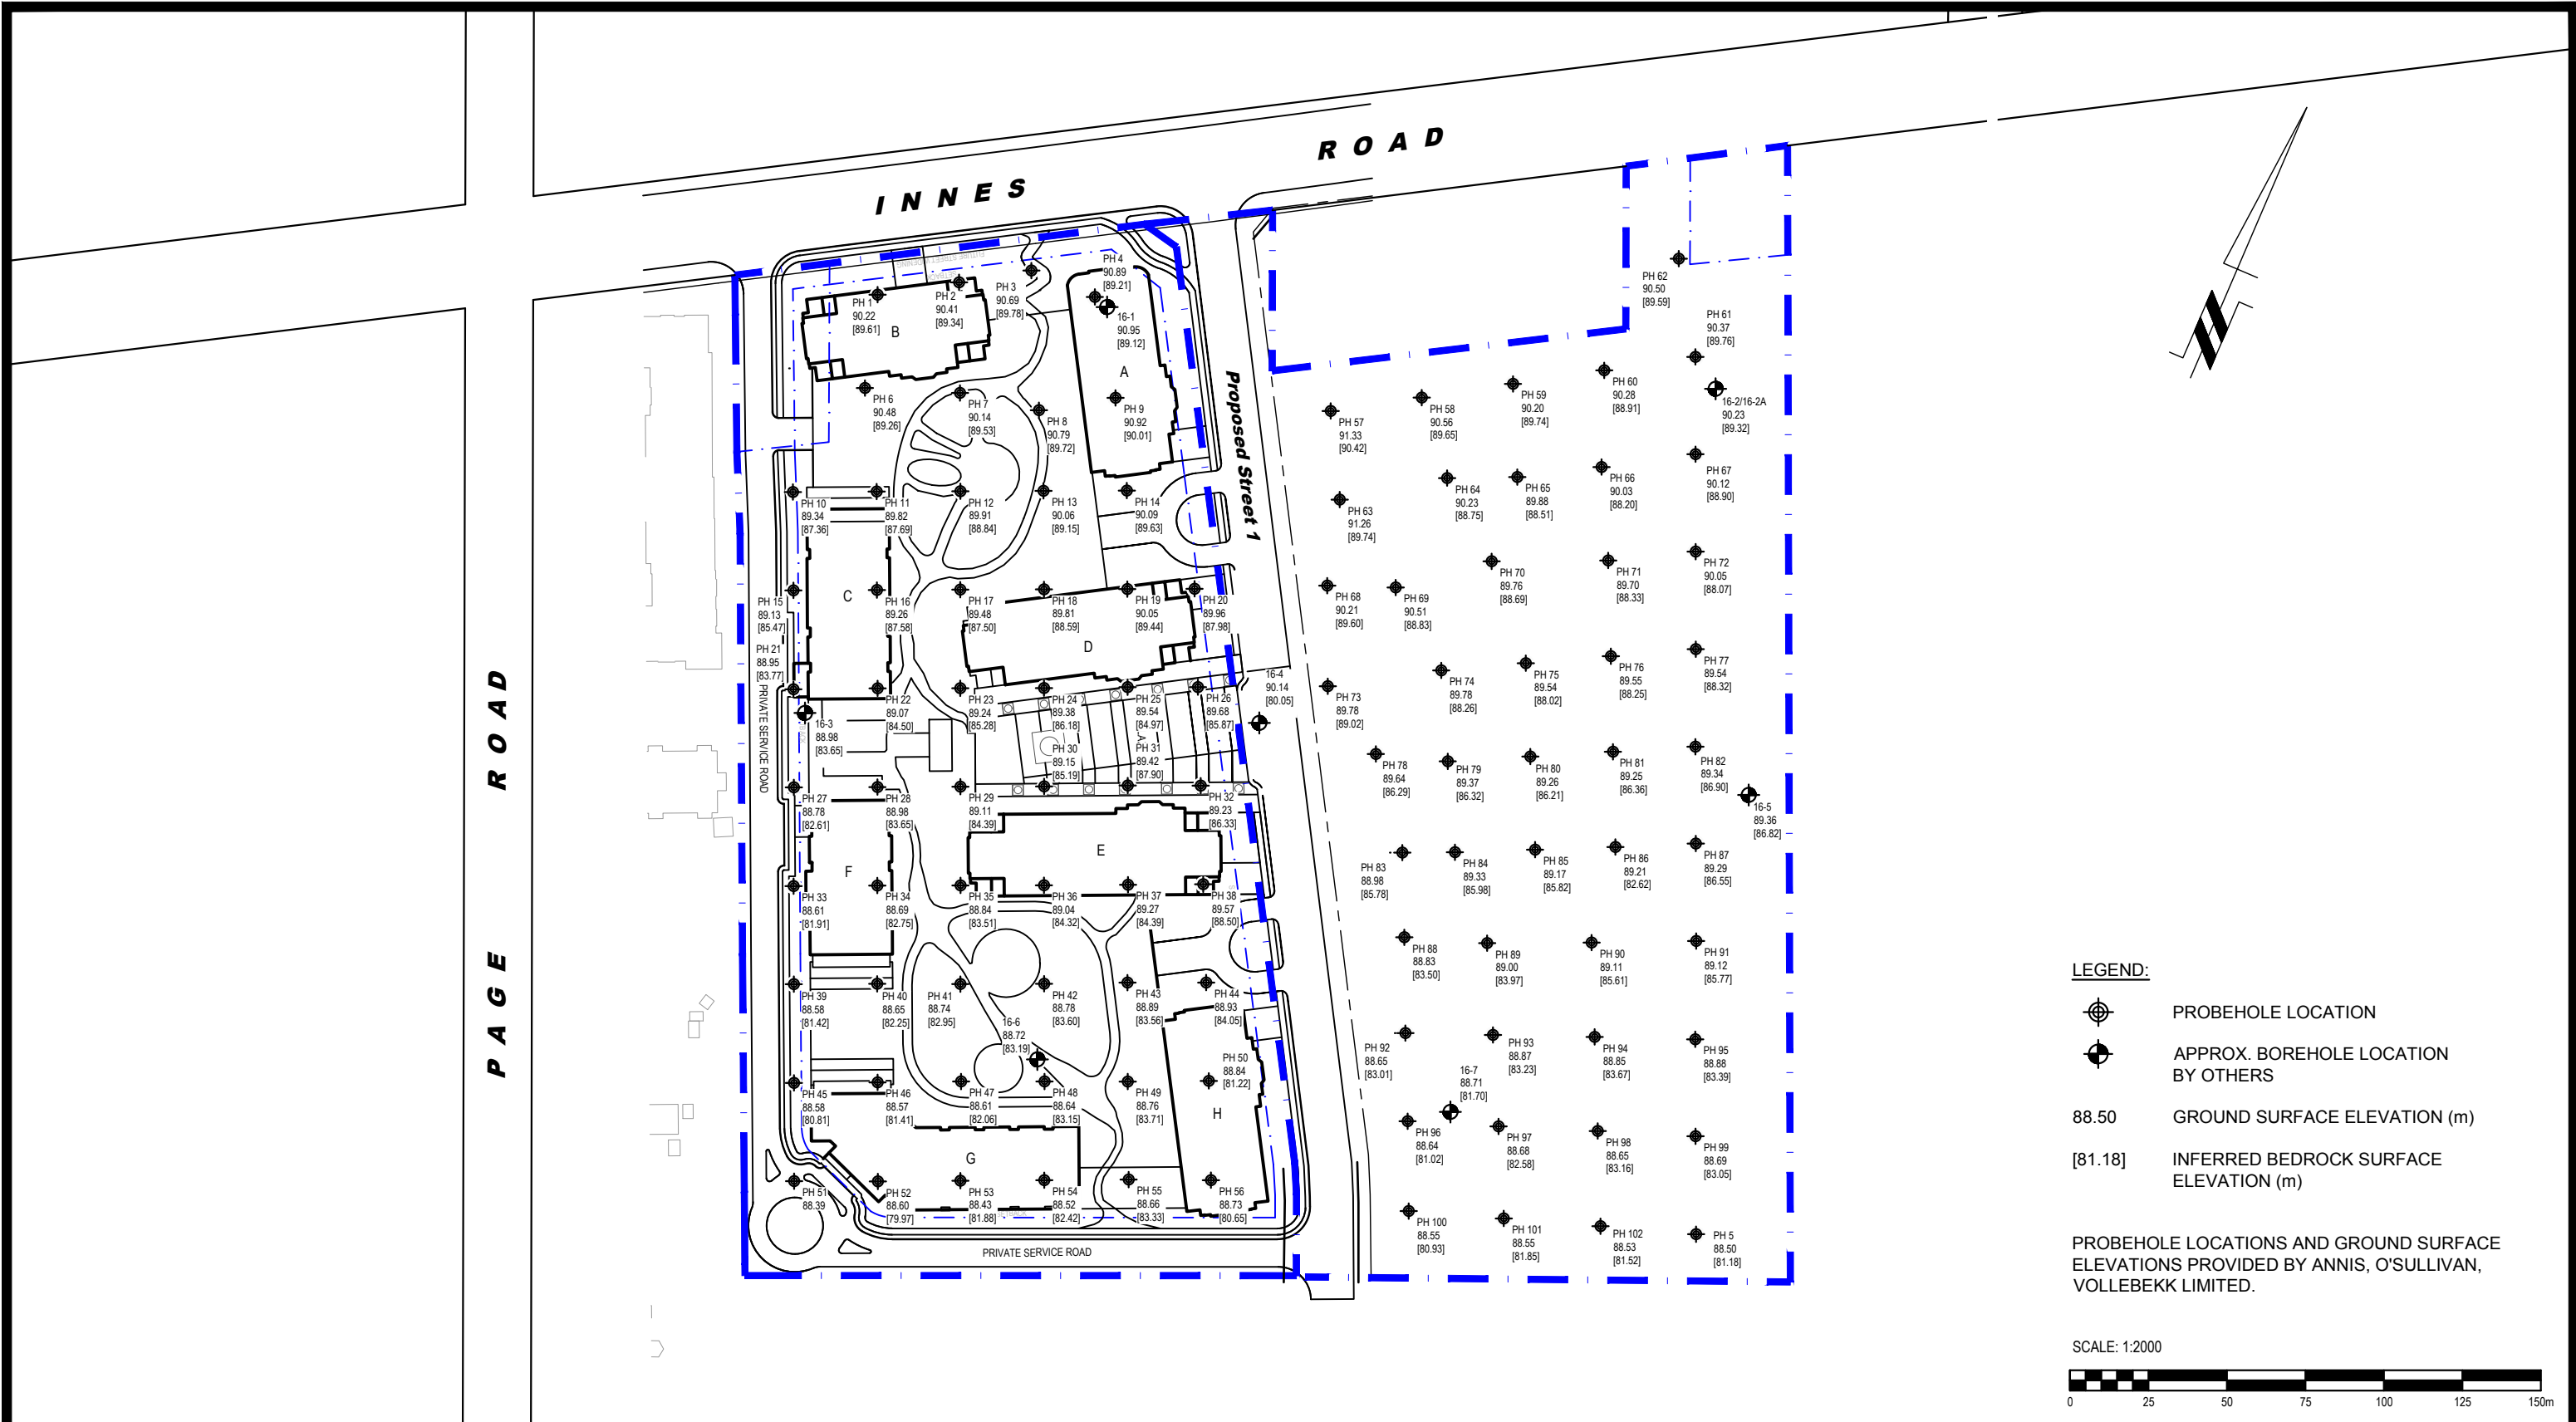 INNES ROAD
PAGE ROAD
Proposed Street 1
PRIVATE SERVICE ROAD
PRIVATE SERVICE ROAD
A
B
C
D
E
F
G
H
PH 1
90.22
[89.61]
PH 2
90.41
[89.34]
PH 3
90.69
[89.78]
PH 4
90.89
[89.21]
16-1
90.95
[89.12]
PH 6
90.48
[89.26]
PH 7
90.14
[89.53]
PH 8
90.79
[89.72]
PH 9
90.92
[90.01]
PH 10
89.34
[87.36]
PH 11
89.82
[87.69]
PH 12
89.91
[88.84]
PH 13
90.06
[89.15]
PH 14
90.09
[89.63]
PH 15
89.13
[85.47]
PH 16
89.26
[87.58]
PH 17
89.48
[87.50]
PH 18
89.81
[88.59]
PH 19
90.05
[89.44]
PH 20
89.96
[87.98]
PH 21
88.95
[83.77]
16-3
88.98
[83.65]
PH 22
89.07
[84.50]
PH 23
89.24
[85.28]
PH 24
89.38
[86.18]
PH 25
89.54
[84.97]
PH 26
89.68
[85.87]
16-4
90.14
[80.05]
PH 27
88.78
[82.61]
PH 28
88.98
[83.65]
PH 29
89.11
[84.39]
PH 30
89.15
[85.19]
PH 31
89.42
[87.90]
PH 32
89.23
[86.33]
PH 33
88.61
[81.91]
PH 34
88.69
[82.75]
PH 35
88.84
[83.51]
PH 36
89.04
[84.32]
PH 37
89.27
[84.39]
PH 38
89.57
[88.50]
PH 39
88.58
[81.42]
PH 40
88.65
[82.25]
PH 41
88.74
[82.95]
16-6
88.72
[83.19]
PH 42
88.78
[83.60]
PH 43
88.89
[83.56]
PH 44
88.93
[84.05]
PH 45
88.58
[80.81]
PH 46
88.57
[81.41]
PH 47
88.61
[82.06]
PH 48
88.64
[83.15]
PH 49
88.76
[83.71]
PH 50
88.84
[81.22]
PH 51
88.39
PH 52
88.60
[79.97]
PH 53
88.43
[81.88]
PH 54
88.52
[82.42]
PH 55
88.66
[83.33]
PH 56
88.73
[80.65]
PH 62
90.50
[89.59]
PH 61
90.37
[89.76]
PH 57
91.33
[90.42]
PH 58
90.56
[89.65]
PH 59
90.20
[89.74]
PH 60
90.28
[88.91]
16-2/16-2A
90.23
[89.32]
PH 63
91.26
[89.74]
PH 64
90.23
[88.75]
PH 65
89.88
[88.51]
PH 66
90.03
[88.20]
PH 67
90.12
[88.90]
PH 68
90.21
[89.60]
PH 69
90.51
[88.83]
PH 70
89.76
[88.69]
PH 71
89.70
[88.33]
PH 72
90.05
[88.07]
PH 73
89.78
[89.02]
PH 74
89.78
[88.26]
PH 75
89.54
[88.02]
PH 76
89.55
[88.25]
PH 77
89.54
[88.32]
PH 78
89.64
[86.29]
PH 79
89.37
[86.32]
PH 80
89.26
[86.21]
PH 81
89.25
[86.36]
PH 82
89.34
[86.90]
16-5
89.36
[86.82]
PH 83
88.98
[85.78]
PH 84
89.33
[85.98]
PH 85
89.17
[85.82]
PH 86
89.21
[82.62]
PH 87
89.29
[86.55]
PH 88
88.83
[83.50]
PH 89
89.00
[83.97]
PH 90
89.11
[85.61]
PH 91
89.12
[85.77]
PH 92
88.65
[83.01]
PH 93
88.87
[83.23]
PH 94
88.85
[83.67]
PH 95
88.88
[83.39]
16-7
88.71
[81.70]
PH 96
88.64
[81.02]
PH 97
88.68
[82.58]
PH 98
88.65
[83.16]
PH 99
88.69
[83.05]
PH 100
88.55
[80.93]
PH 101
88.55
[81.85]
PH 102
88.53
[81.52]
PH 5
88.50
[81.18]
LEGEND:
PROBEHOLE LOCATION
APPROX. BOREHOLE LOCATION
BY OTHERS
88.50 GROUND SURFACE ELEVATION (m)
[81.18] INFERRED BEDROCK SURFACE
ELEVATION (m)
PROBEHOLE LOCATIONS AND GROUND SURFACE
ELEVATIONS PROVIDED BY ANNIS, O'SULLIVAN,
VOLLEBEKK LIMITED.
SCALE: 1:2000
0 25 50 75 100 125 150m